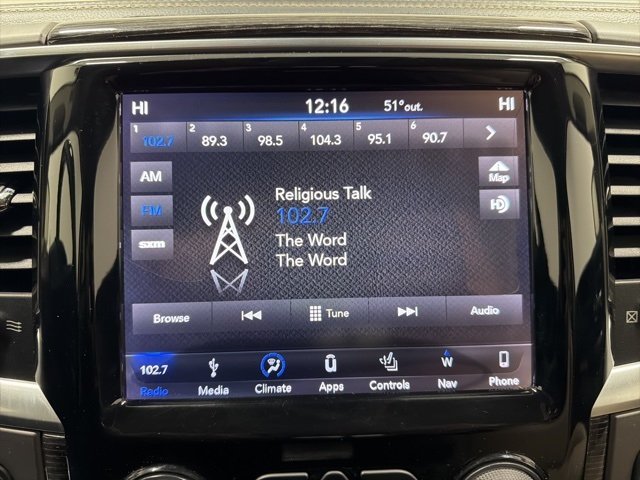 HI 12:16 51°out. HI
1 102.7 2 89.3 3 98.5 4 104.3 5 95.1 6 90.7
AM
Map
Religious Talk
FM
102.7
HD
sxm
The Word
The Word
Browse Tune Audio
102.7 W
Radio Media Climate Apps Controls Nav Phone